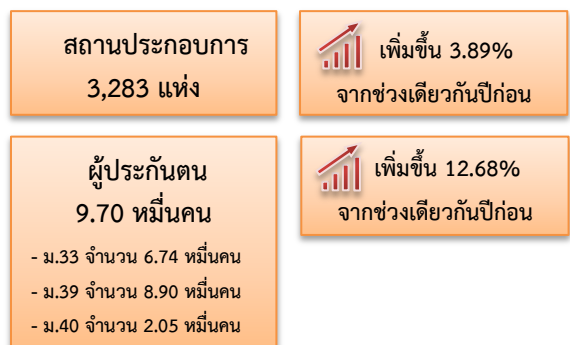 สถานประกอบการ
3,283 แห่ง
เพิ่มขึ้น 3.89%
จากช่วงเดียวกันปีก่อน
ผู้ประกันตน
9.70 หมื่นคน
- ม.33 จำนวน 6.74 หมื่นคน
- ม.39 จำนวน 8.90 หมื่นคน
- ม.40 จำนวน 2.05 หมื่นคน
เพิ่มขึ้น 12.68%
จากช่วงเดียวกันปีก่อน